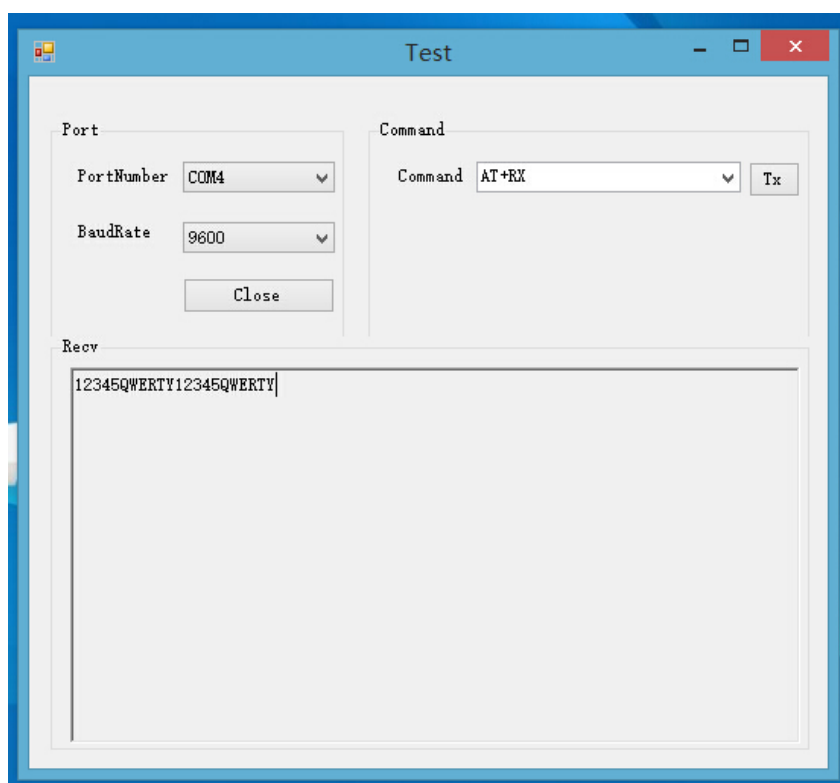 Test
Port
PortNumber COM4
BaudRate 9600
Close
Command
Command AT+RX Tx
Recv
12345QWERTY12345QWERTY